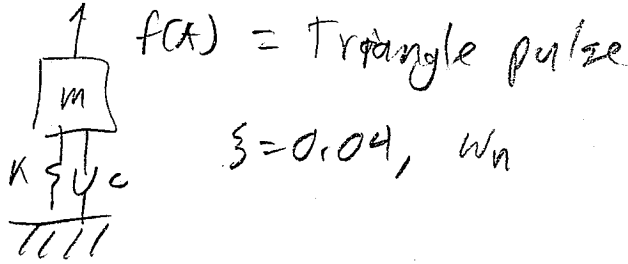 f(t) = Triangle pulse
m
ξ=0.04, ωn
K c